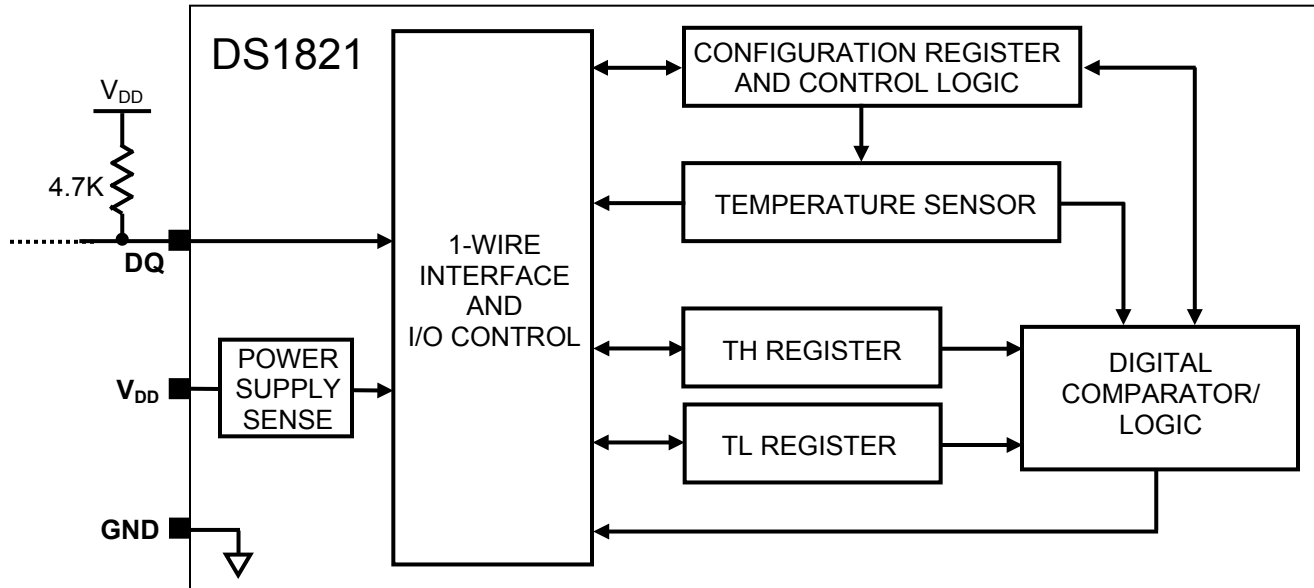 DS1821
V_DD
4.7K
DQ
V_DD
GND
POWER
SUPPLY
SENSE
1-WIRE
INTERFACE
AND
I/O CONTROL
CONFIGURATION REGISTER
AND CONTROL LOGIC
TEMPERATURE SENSOR
TH REGISTER
TL REGISTER
DIGITAL
COMPARATOR/
LOGIC